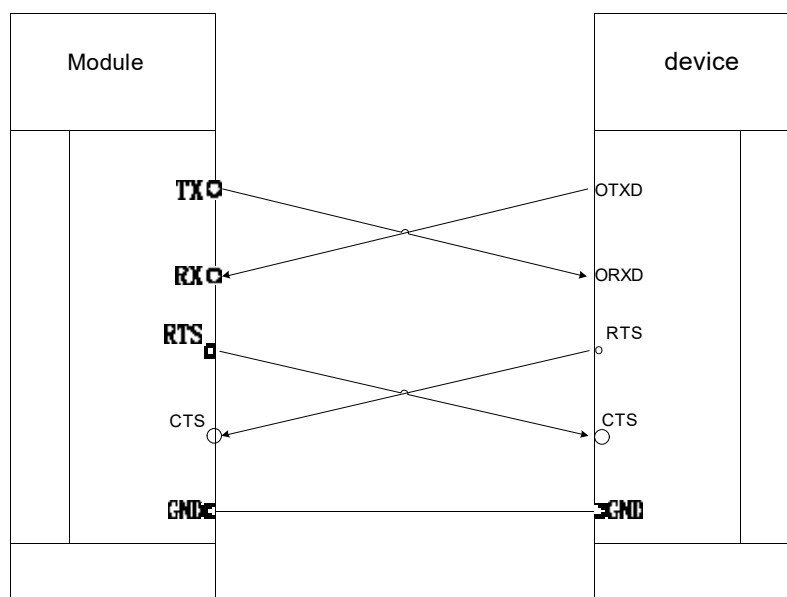 Module
device
TX
OTXD
RX
ORXD
RTS
RTS
CTS
CTS
GND
GND